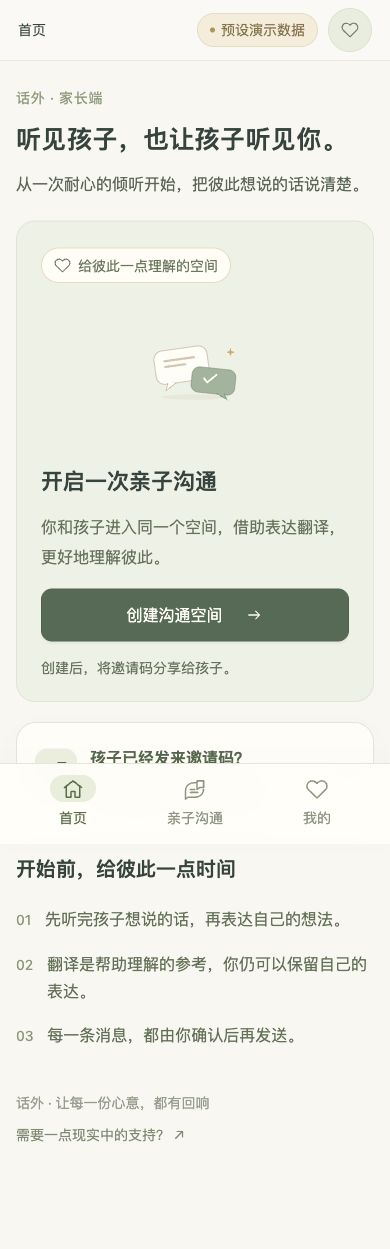 首页
预设演示数据
话外 · 家长端
听见孩子，也让孩子听见你。
从一次耐心的倾听开始，把彼此想说的话说清楚。
给彼此一点理解的空间
开启一次亲子沟通
你和孩子进入同一个空间，借助表达翻译，
更好地理解彼此。
创建沟通空间 →
创建后，将邀请码分享给孩子。
孩子已经发来邀请码？
首页
亲子沟通
我的
开始前，给彼此一点时间
01 先听完孩子想说的话，再表达自己的想法。
02 翻译是帮助理解的参考，你仍可以保留自己的
表达。
03 每一条消息，都由你确认后再发送。
话外 · 让每一份心意，都有回响
需要一点现实中的支持？ ↗